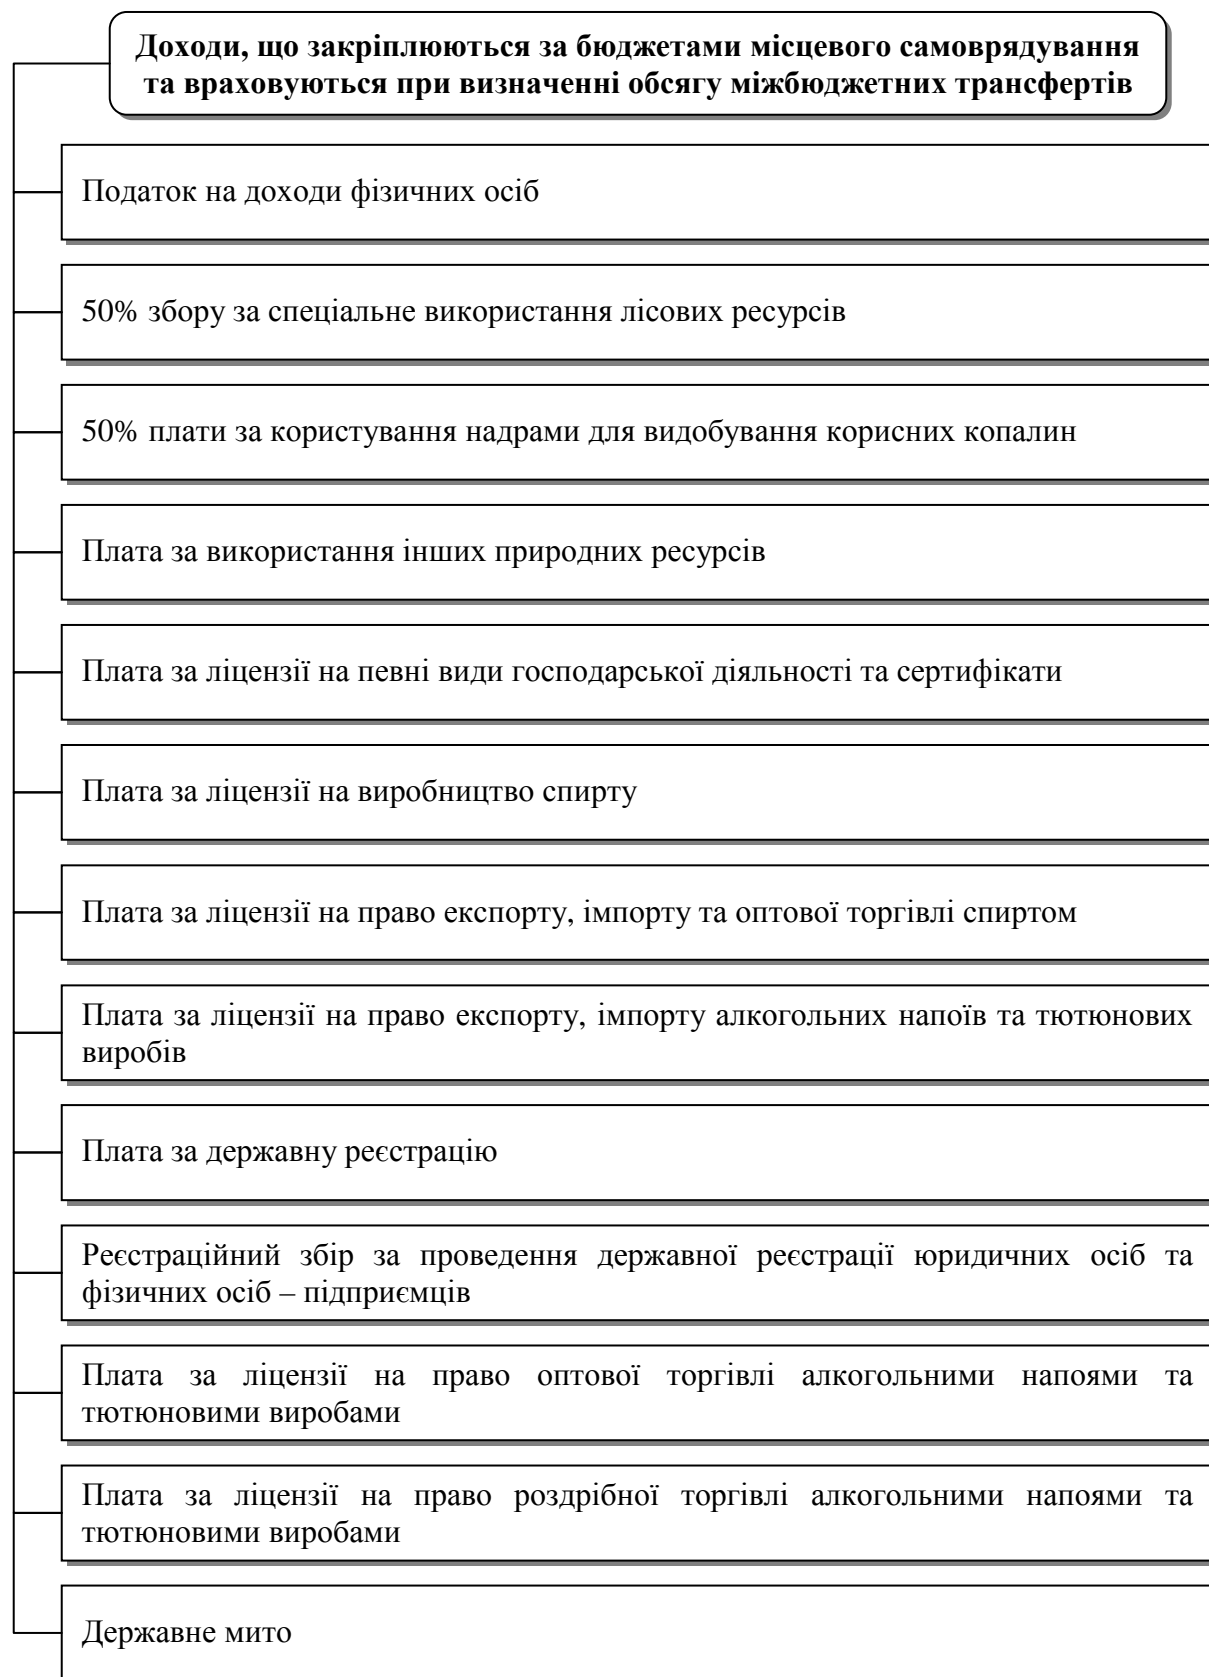 Доходи, що закріплюються за бюджетами місцевого самоврядування
та враховуються при визначенні обсягу міжбюджетних трансфертів
Податок на доходи фізичних осіб
50% збору за спеціальне використання лісових ресурсів
50% плати за користування надрами для видобування корисних копалин
Плата за використання інших природних ресурсів
Плата за ліцензії на певні види господарської діяльності та сертифікати
Плата за ліцензії на виробництво спирту
Плата за ліцензії на право експорту, імпорту та оптової торгівлі спиртом
Плата за ліцензії на право експорту, імпорту алкогольних напоїв та тютюнових
виробів
Плата за державну реєстрацію
Реєстраційний збір за проведення державної реєстрації юридичних осіб та
фізичних осіб – підприємців
Плата за ліцензії на право оптової торгівлі алкогольними напоями та
тютюновими виробами
Плата за ліцензії на право роздрібної торгівлі алкогольними напоями та
тютюновими виробами
Державне мито